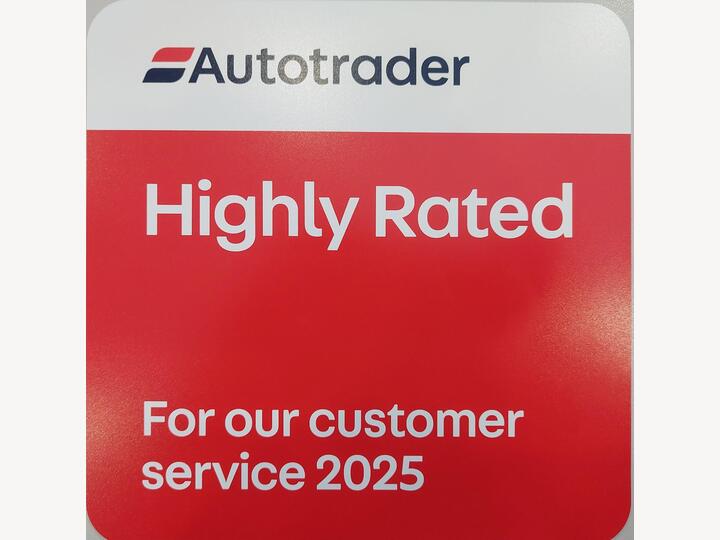 Autotrader
Highly Rated
For our customer
service 2025